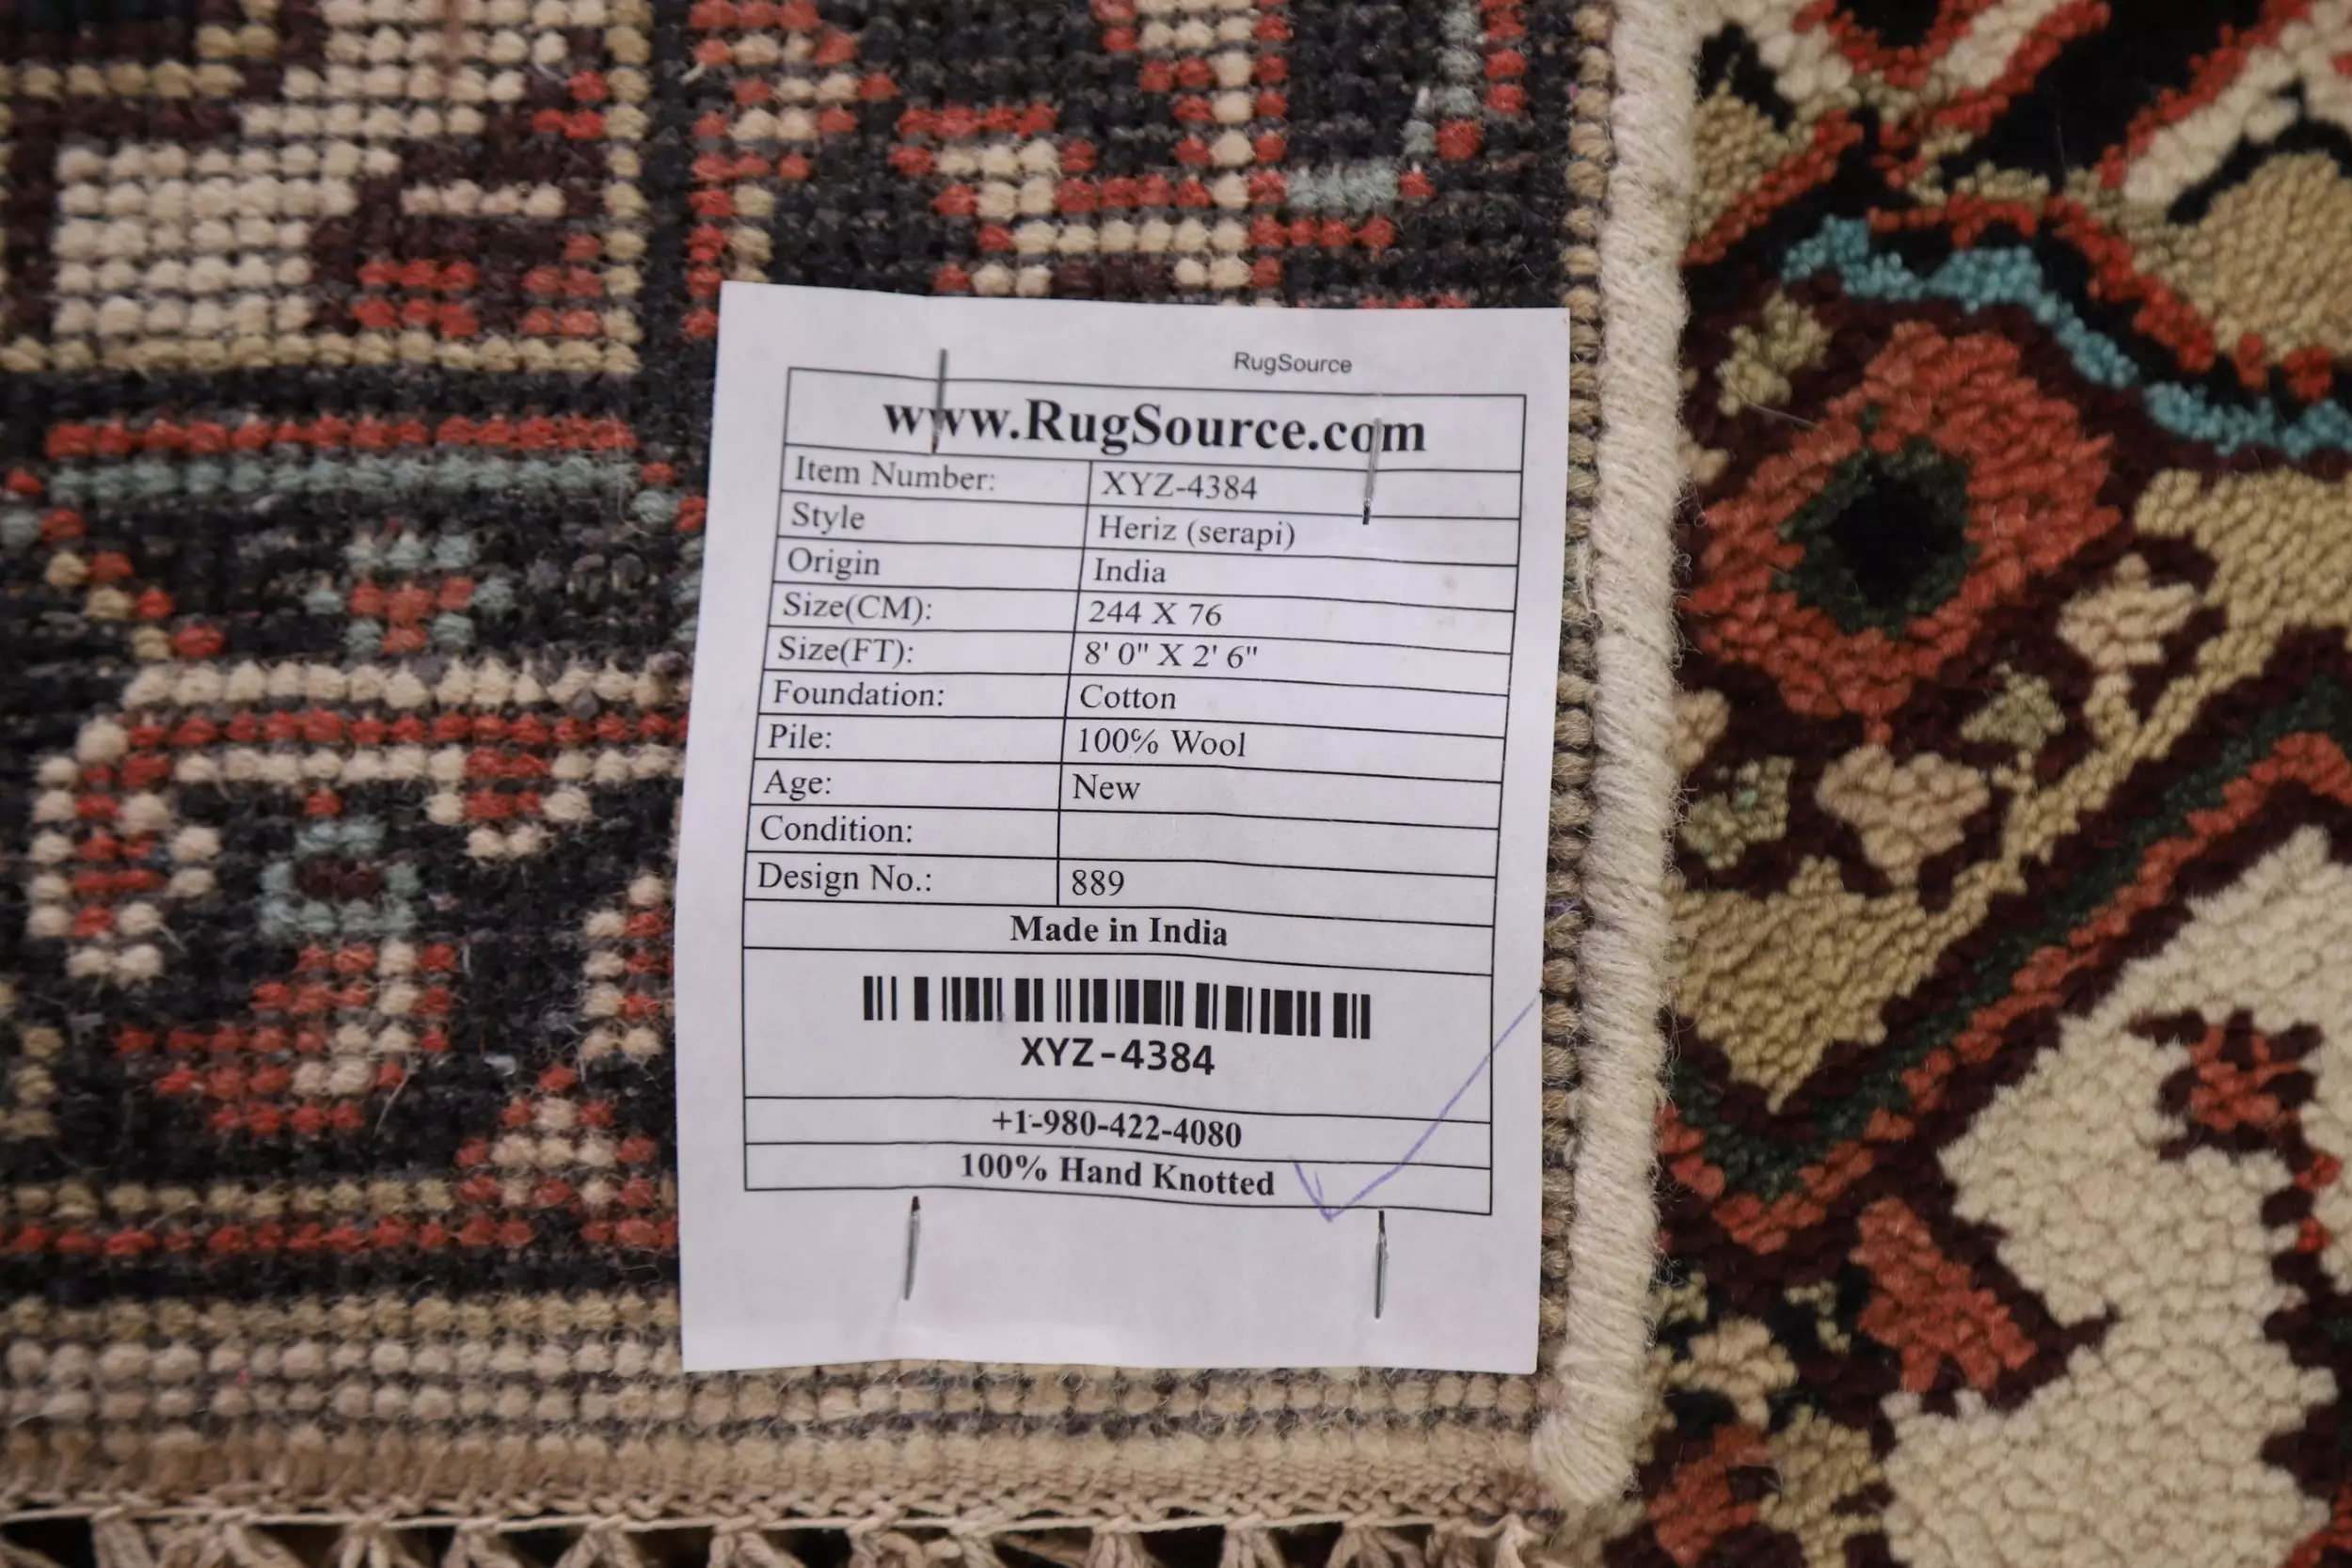 RugSource
www.RugSource.com
Item Number: XYZ-4384
Style Heriz (serapi)
Origin India
Size(CM): 244 X 76
Size(FT): 8' 0" X 2' 6"
Foundation: Cotton
Pile: 100% Wool
Age: New
Condition:
Design No.: 889
Made in India
XYZ-4384
+1-980-422-4080
100% Hand Knotted